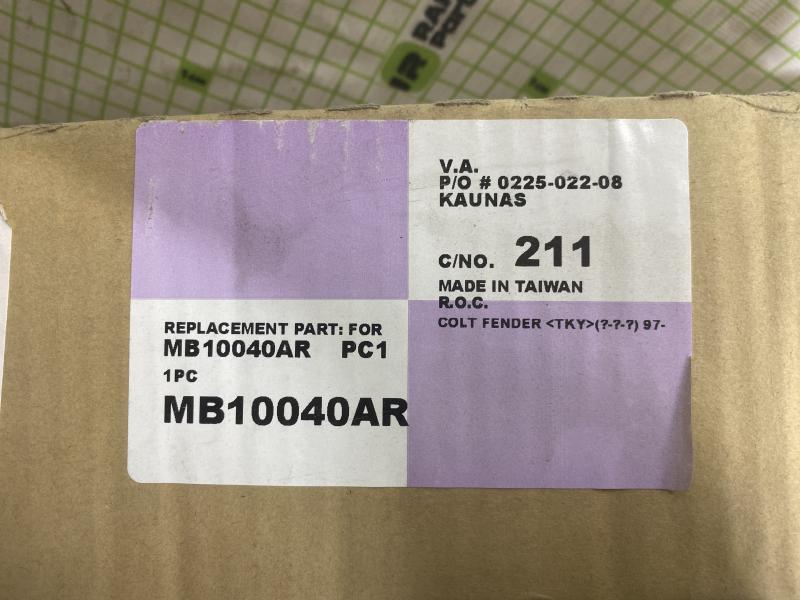 V.A.
P/O # 0225-022-08
KAUNAS
C/NO. 211
MADE IN TAIWAN
R.O.C.
COLT FENDER <TKY>(?-?-?) 97-
REPLACEMENT PART: FOR
MB10040AR PC1
1PC
MB10040AR